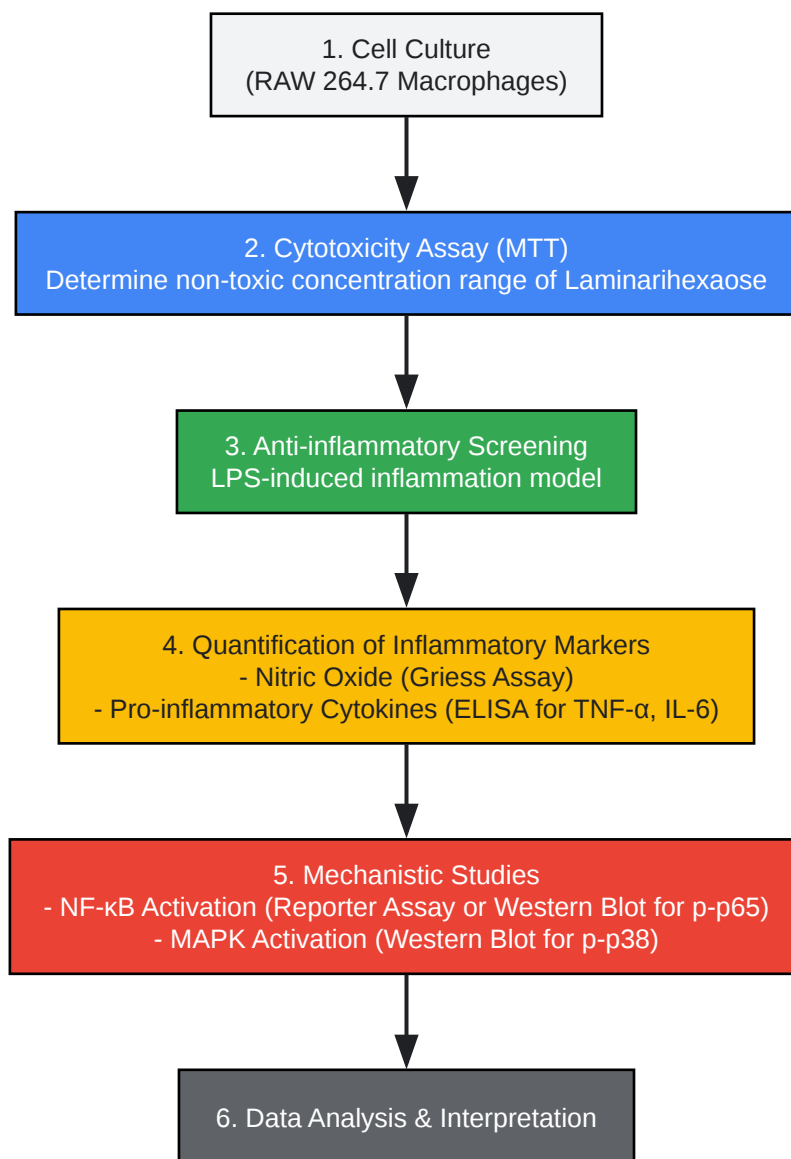 1. Cell Culture
(RAW 264.7 Macrophages)
2. Cytotoxicity Assay (MTT)
Determine non-toxic concentration range of Laminarihexaose
3. Anti-inflammatory Screening
LPS-induced inflammation model
4. Quantification of Inflammatory Markers
- Nitric Oxide (Griess Assay)
- Pro-inflammatory Cytokines (ELISA for TNF-α, IL-6)
5. Mechanistic Studies
- NF-κB Activation (Reporter Assay or Western Blot for p-p65)
- MAPK Activation (Western Blot for p-p38)
6. Data Analysis & Interpretation